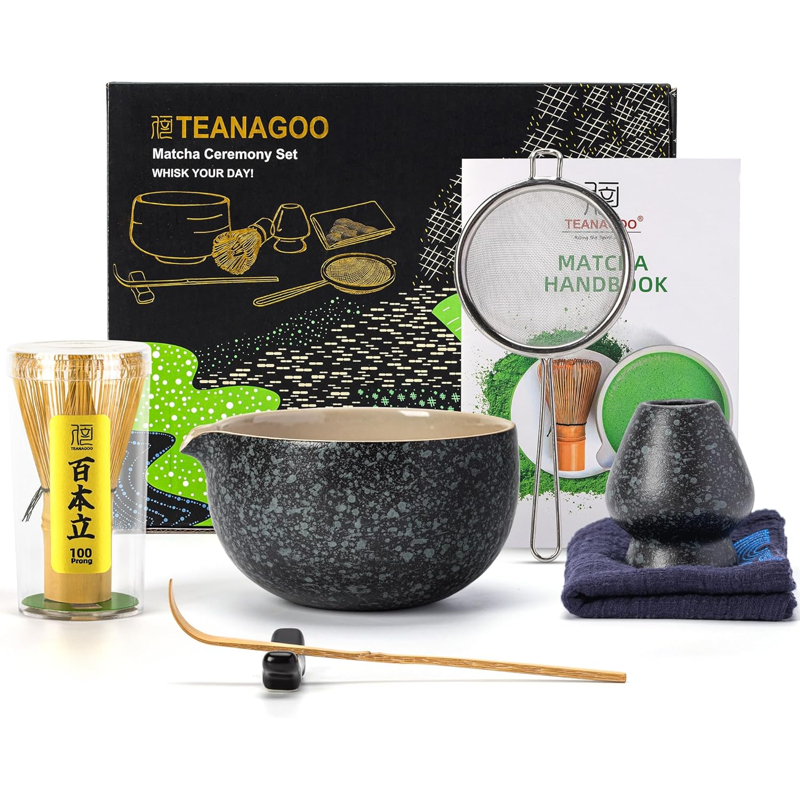 TEANAGOO
Matcha Ceremony Set
WHISK YOUR DAY!
TEANAGOO®
MATCHA
HANDBOOK
TEANAGOO
百本立
100
Prong